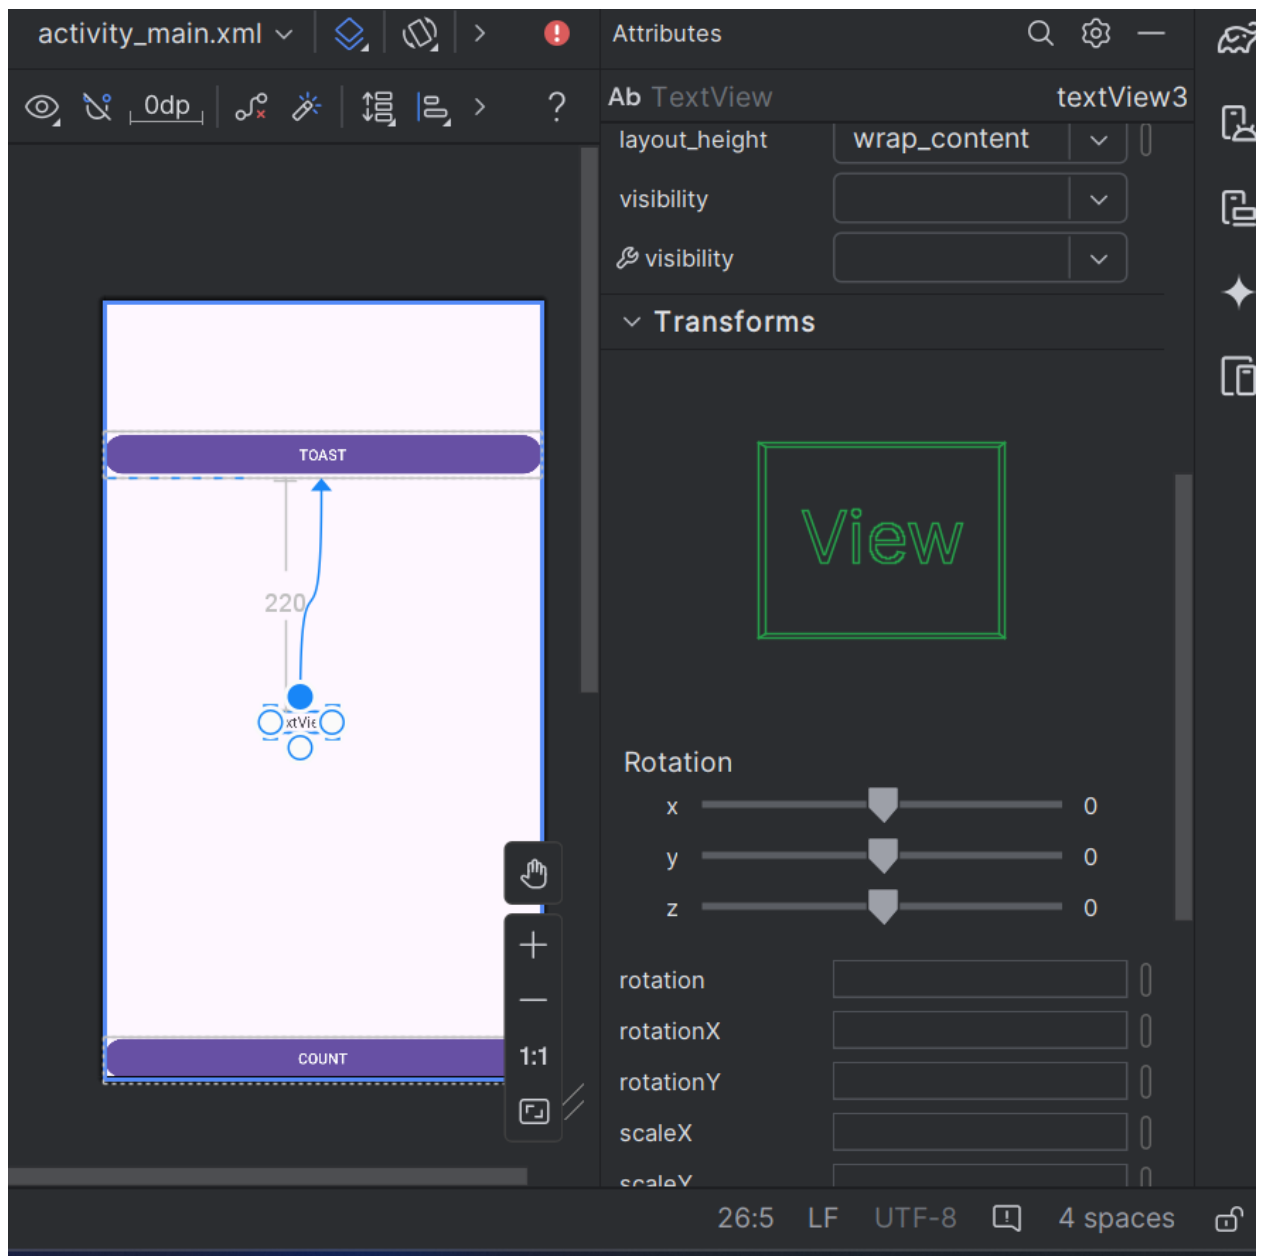 activity_main.xml
Attributes
0dp
?
Ab TextView
textView3
layout_height
wrap_content
visibility
visibility
Transforms
TOAST
View
220
xtVie
Rotation
x
0
y
0
z
0
COUNT
1:1
rotation
rotationX
rotationY
scaleX
scaleY
26:5
LF
UTF-8
4 spaces